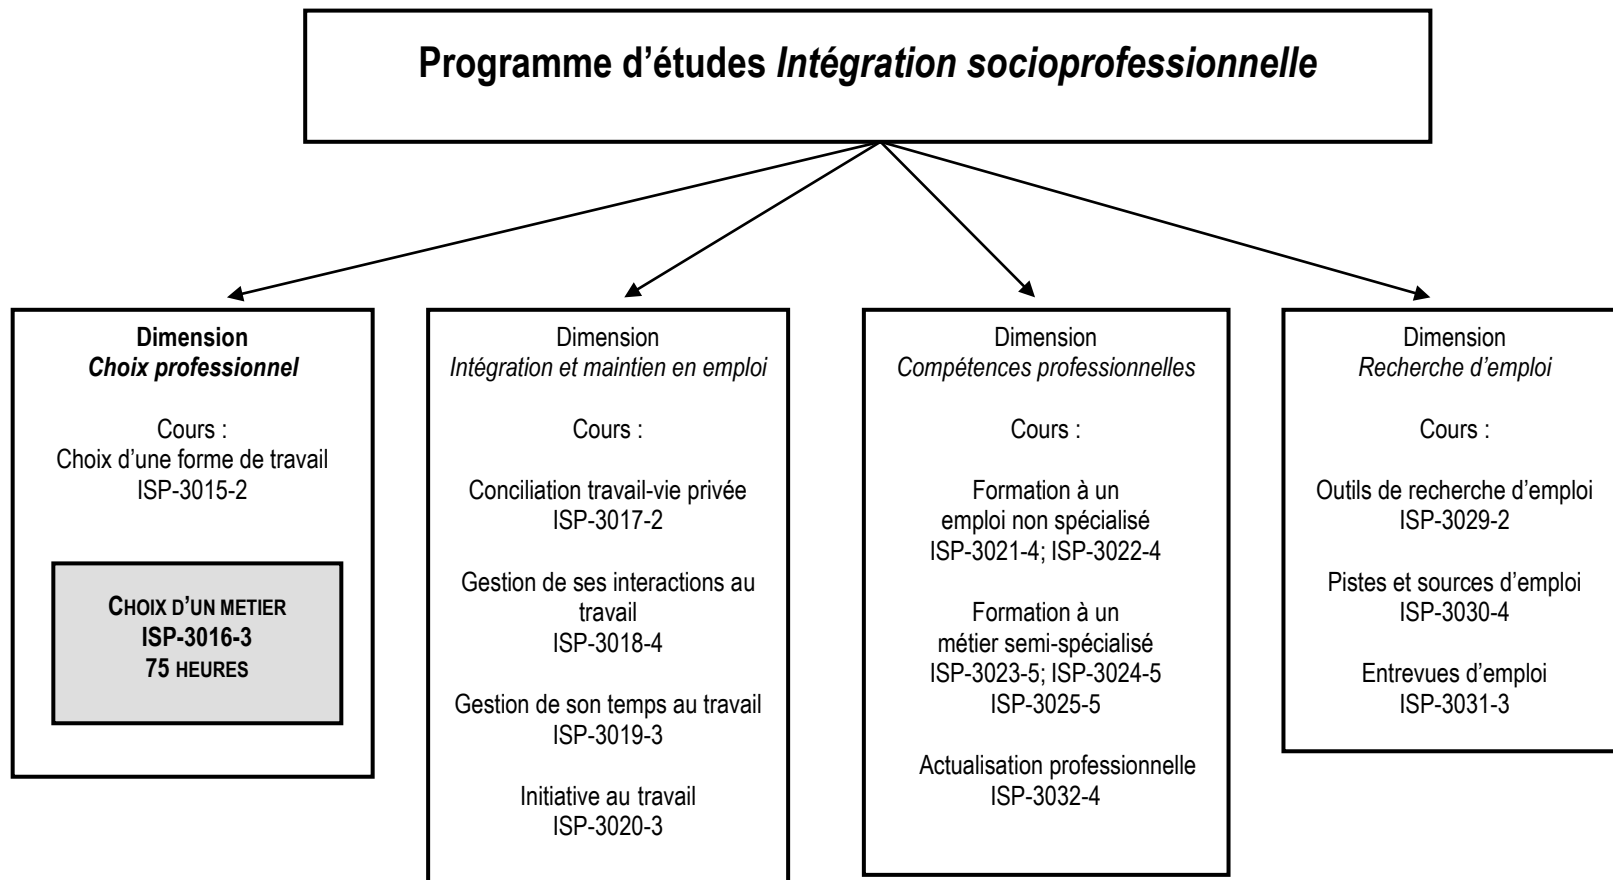 Programme d’études Intégration socioprofessionnelle
Dimension
Choix professionnel
Cours :
Choix d’une forme de travail
ISP-3015-2
CHOIX D’UN METIER
ISP-3016-3
75 HEURES
Dimension
Intégration et maintien en emploi
Cours :
Conciliation travail-vie privée
ISP-3017-2
Gestion de ses interactions au
travail
ISP-3018-4
Gestion de son temps au travail
ISP-3019-3
Initiative au travail
ISP-3020-3
Dimension
Compétences professionnelles
Cours :
Formation à un
emploi non spécialisé
ISP-3021-4; ISP-3022-4
Formation à un
métier semi-spécialisé
ISP-3023-5; ISP-3024-5
ISP-3025-5
Actualisation professionnelle
ISP-3032-4
Dimension
Recherche d’emploi
Cours :
Outils de recherche d’emploi
ISP-3029-2
Pistes et sources d’emploi
ISP-3030-4
Entrevues d’emploi
ISP-3031-3